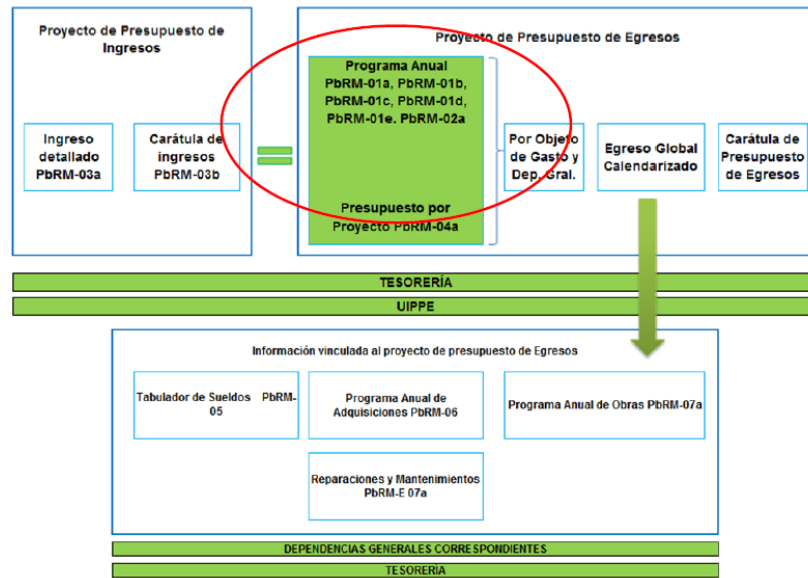 Proyecto de Presupuesto de
Ingresos
Ingreso
detallado
PbRM-03a
Carátula de
ingresos
PbRM-03b
Proyecto de Presupuesto de Egresos
Programa Anual
PbRM-01a, PbRM-01b,
PbRM-01c, PbRM-01d,
PbRM-01e. PbRM-02a
Presupuesto por
Proyecto PbRM-04a
Por Objeto
de Gasto y
Dep. Gral.
Egreso Global
Calendarizado
Carátula de
Presupuesto
de Egresos
TESORERÍA
UIPPE
Información vinculada al proyecto de presupuesto de Egresos
Tabulador de Sueldos PbRM-
05
Programa Anual de
Adquisiciones PbRM-06
Programa Anual de Obras PbRM-07a
Reparaciones y Mantenimientos
PbRM-E 07a
DEPENDENCIAS GENERALES CORRESPONDIENTES
TESORERÍA